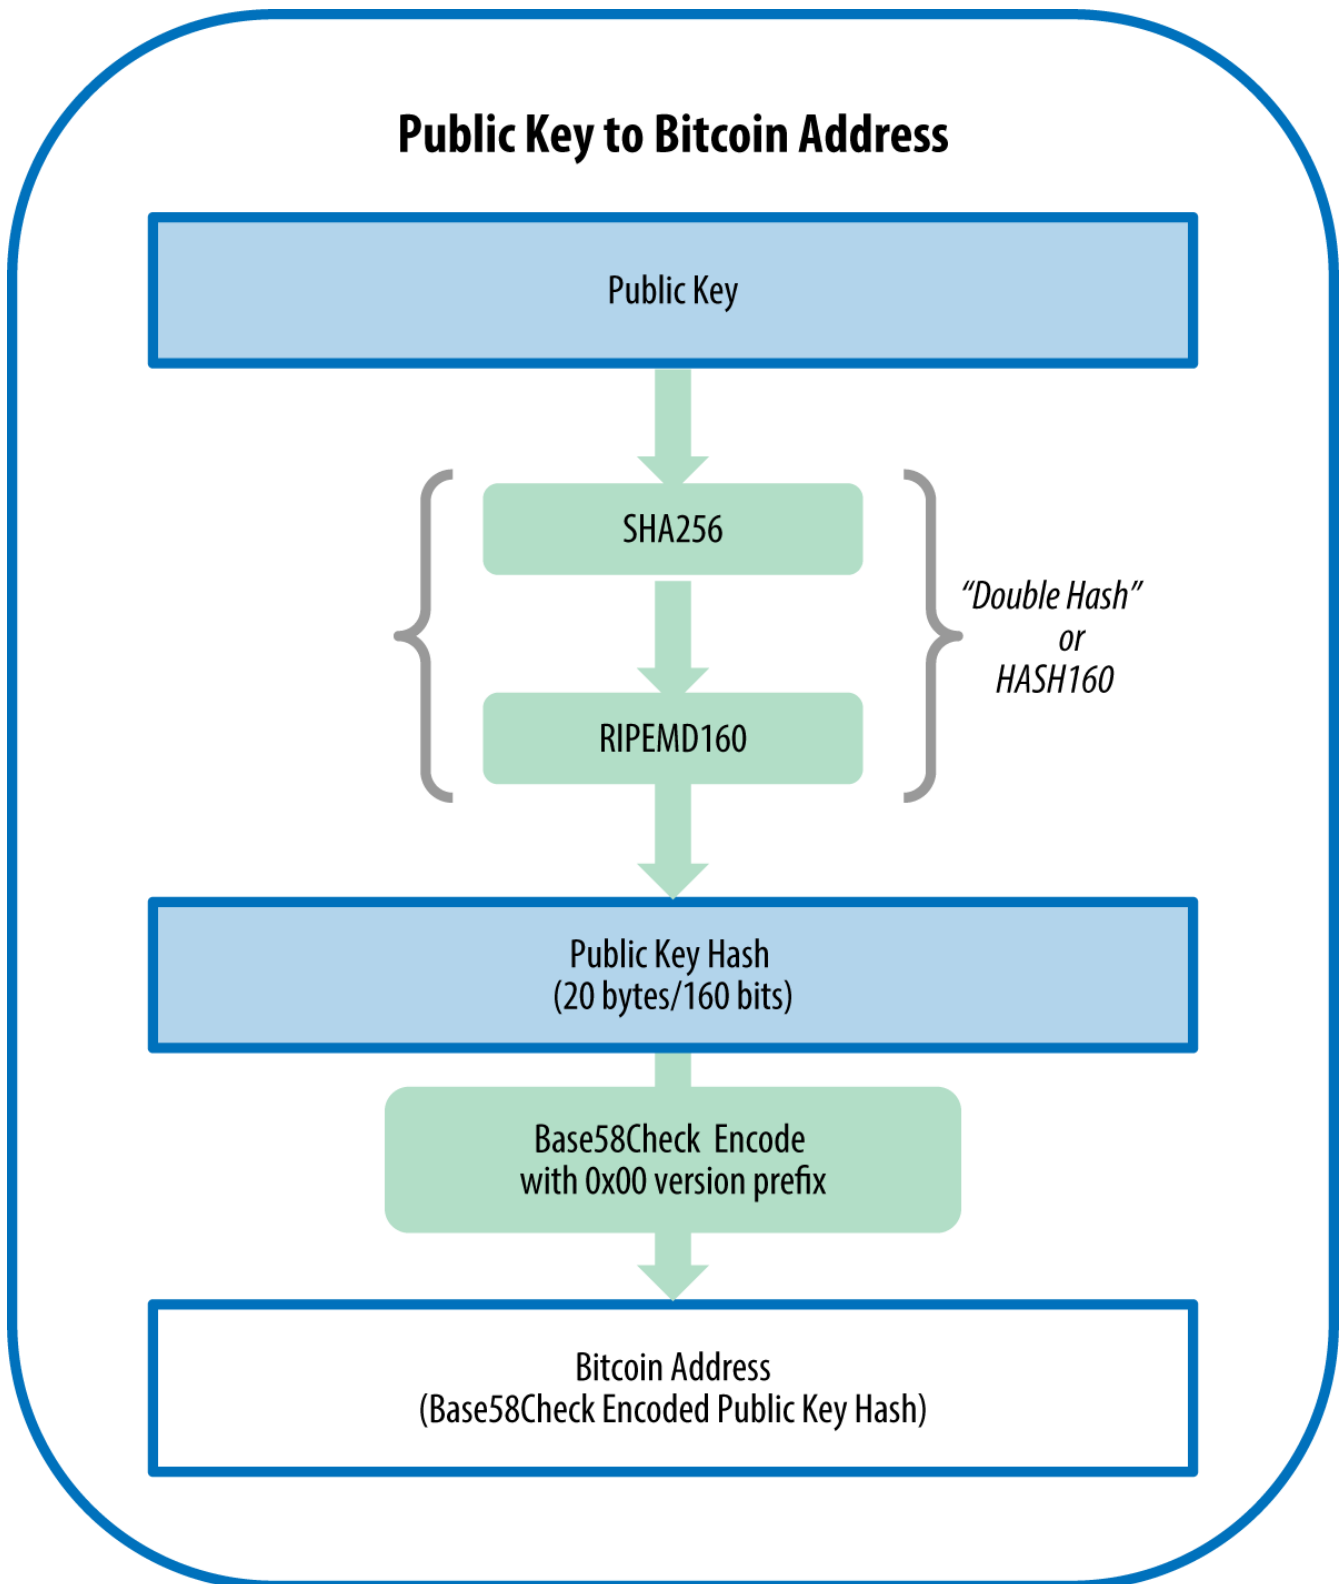 Public Key to Bitcoin Address
Public Key
SHA256
“Double Hash”
or
HASH160
RIPEMD160
Public Key Hash
(20 bytes/160 bits)
Base58Check Encode
with 0x00 version prefix
Bitcoin Address
(Base58Check Encoded Public Key Hash)